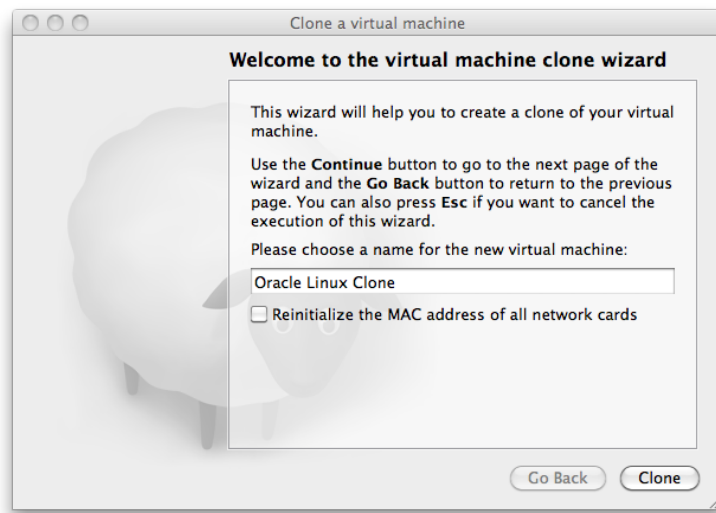 Clone a virtual machine
Welcome to the virtual machine clone wizard
This wizard will help you to create a clone of your virtual
machine.
Use the Continue button to go to the next page of the
wizard and the Go Back button to return to the previous
page. You can also press Esc if you want to cancel the
execution of this wizard.
Please choose a name for the new virtual machine:
Oracle Linux Clone
Reinitialize the MAC address of all network cards
Go Back Clone